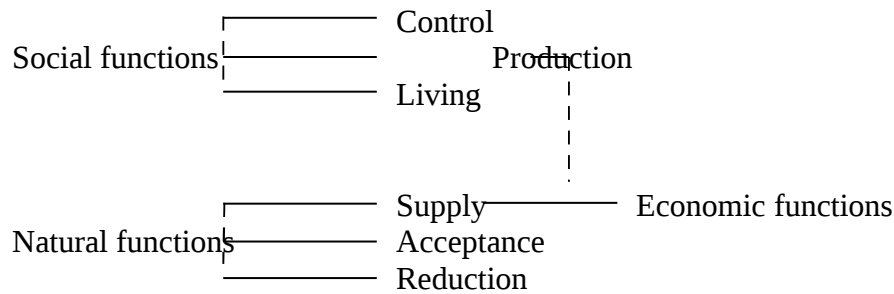 Control
Social functions Production
Living
Supply Economic functions
Natural functions Acceptance
Reduction